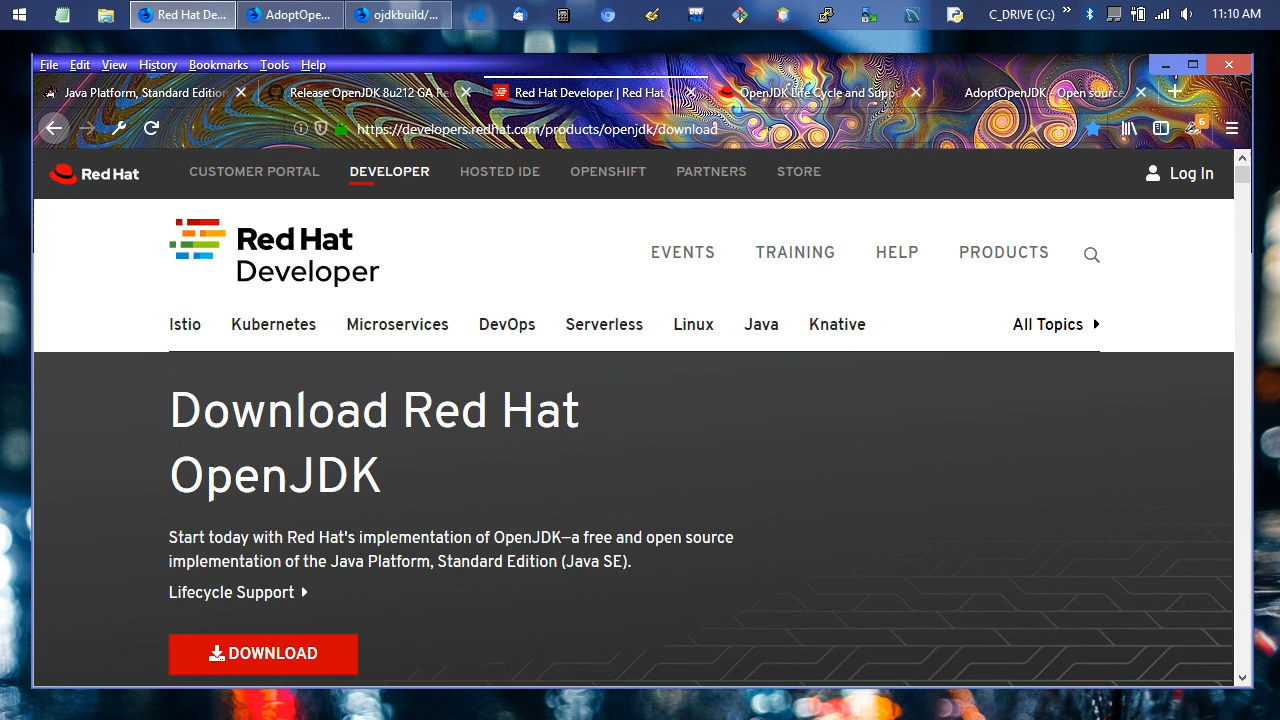 Red Hat De...
AdoptOpe...
ojdkbuild/...
C_DRIVE (C:)
11:10 AM
File Edit View History Bookmarks Tools Help
Java Platform, Standard Edition
Release OpenJDK 8u212 GA Re
Red Hat Developer | Red Hat
OpenJDK Life Cycle and Supp
AdoptOpenJDK - Open source
https://developers.redhat.com/products/openjdk/download
6
Red Hat
CUSTOMER PORTAL DEVELOPER HOSTED IDE OPENSHIFT PARTNERS STORE
Log In
Red Hat
Developer
EVENTS TRAINING HELP PRODUCTS
Istio Kubernetes Microservices DevOps Serverless Linux Java Knative All Topics
Download Red Hat
OpenJDK
Start today with Red Hat's implementation of OpenJDK—a free and open source
implementation of the Java Platform, Standard Edition (Java SE).
Lifecycle Support
DOWNLOAD